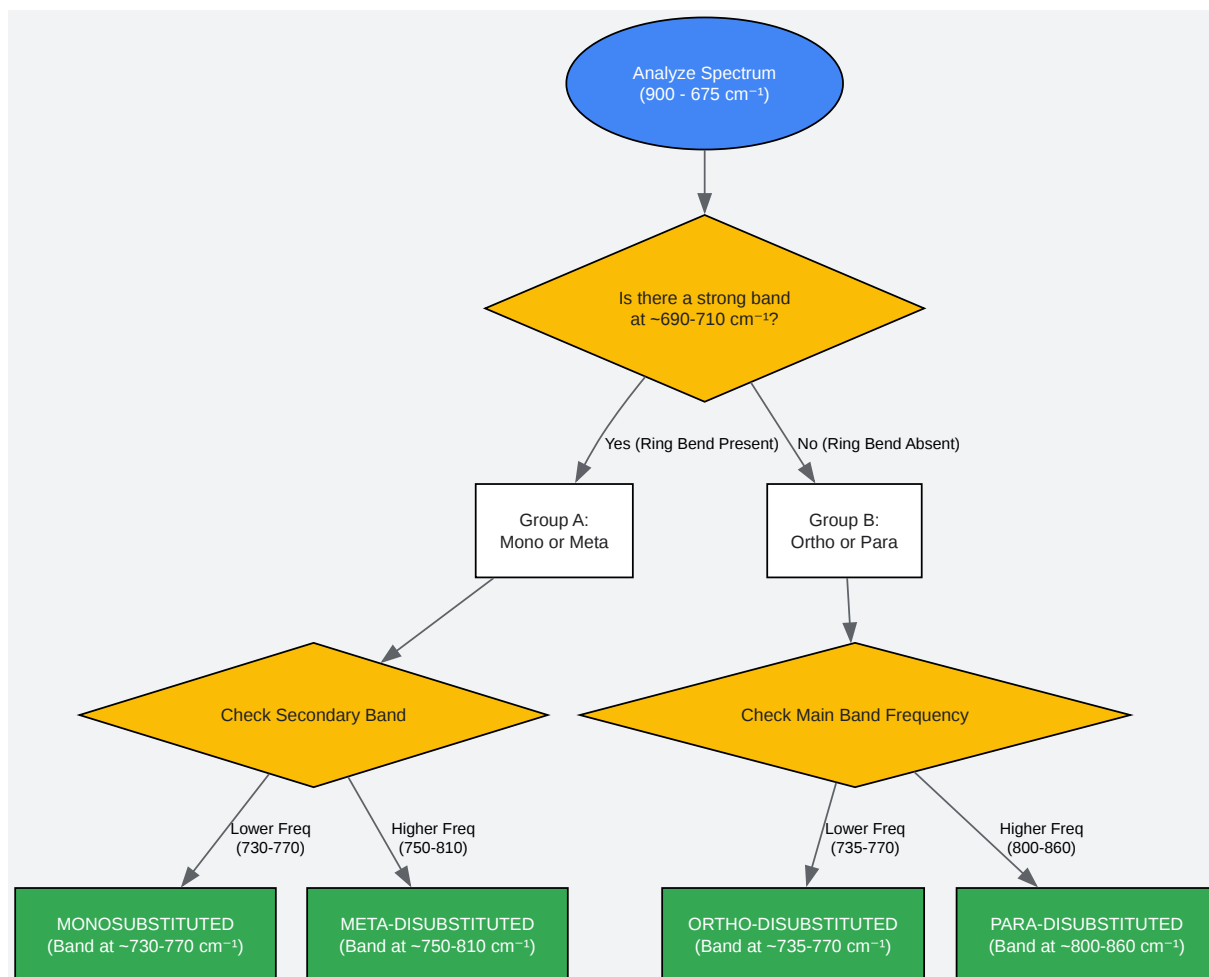 Analyze Spectrum
(900 - 675 cm⁻¹)
Is there a strong band
at ~690-710 cm⁻¹?
Yes (Ring Bend Present)
No (Ring Bend Absent)
Group A:
Mono or Meta
Group B:
Ortho or Para
Check Secondary Band
Check Main Band Frequency
Lower Freq
(730-770)
Higher Freq
(750-810)
Lower Freq
(735-770)
Higher Freq
(800-860)
MONOSUBSTITUTED
(Band at ~730-770 cm⁻¹)
META-DISUBSTITUTED
(Band at ~750-810 cm⁻¹)
ORTHO-DISUBSTITUTED
(Band at ~735-770 cm⁻¹)
PARA-DISUBSTITUTED
(Band at ~800-860 cm⁻¹)